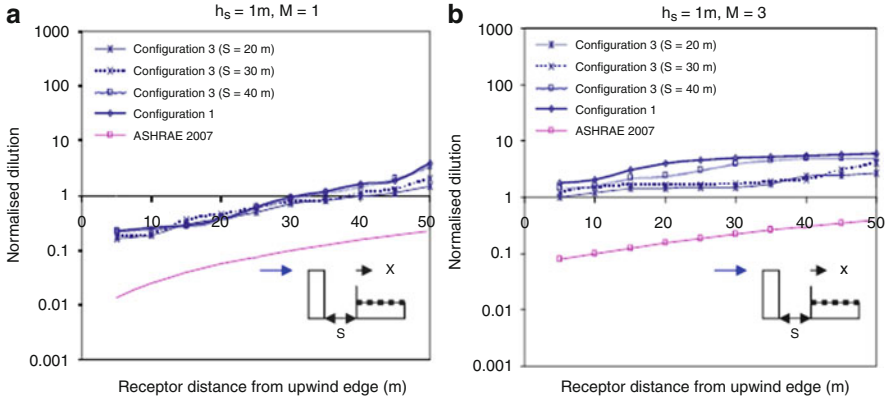 a
hs = 1m, M = 1
1000
100
10
1
0.1
0.01
0.001
Normalised dilution
Configuration 3 (S = 20 m)
Configuration 3 (S = 30 m)
Configuration 3 (S = 40 m)
Configuration 1
ASHRAE 2007
0
10
20
30
40
50
X
S
Receptor distance from upwind edge (m)
b
hs = 1m, M = 3
1000
100
10
1
0.1
0.01
0.001
Normalised dilution
Configuration 3 (S = 20 m)
Configuration 3 (S = 30 m)
Configuration 3 (S = 40 m)
Configuration 1
ASHRAE 2007
0
10
20
30
40
50
X
S
Receptor distance from upwind edge (m)